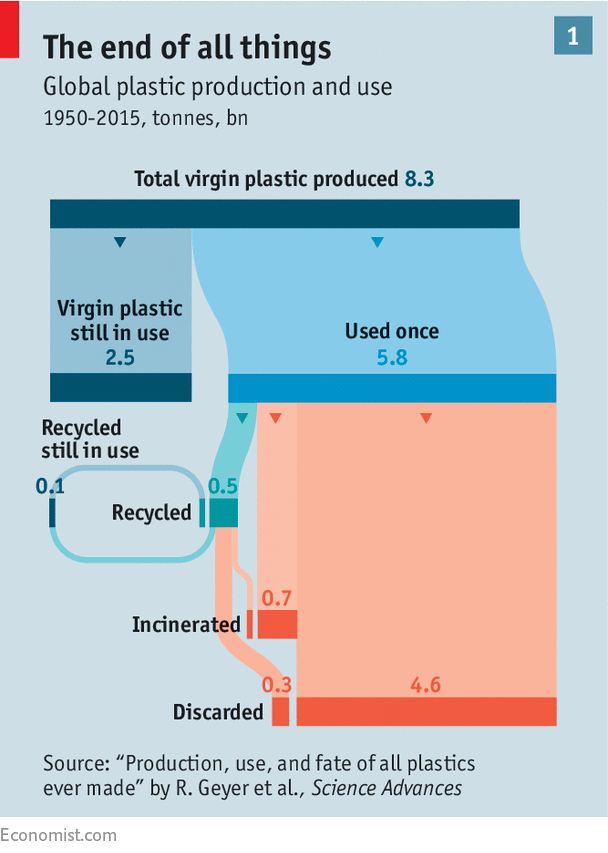 The end of all things
1
Global plastic production and use
1950-2015, tonnes, bn
Total virgin plastic produced 8.3
Virgin plastic
still in use
2.5
Used once
5.8
Recycled
still in use
0.1
0.5
Recycled
0.7
Incinerated
0.3
4.6
Discarded
Source: “Production, use, and fate of all plastics
ever made” by R. Geyer et al., Science Advances
Economist.com